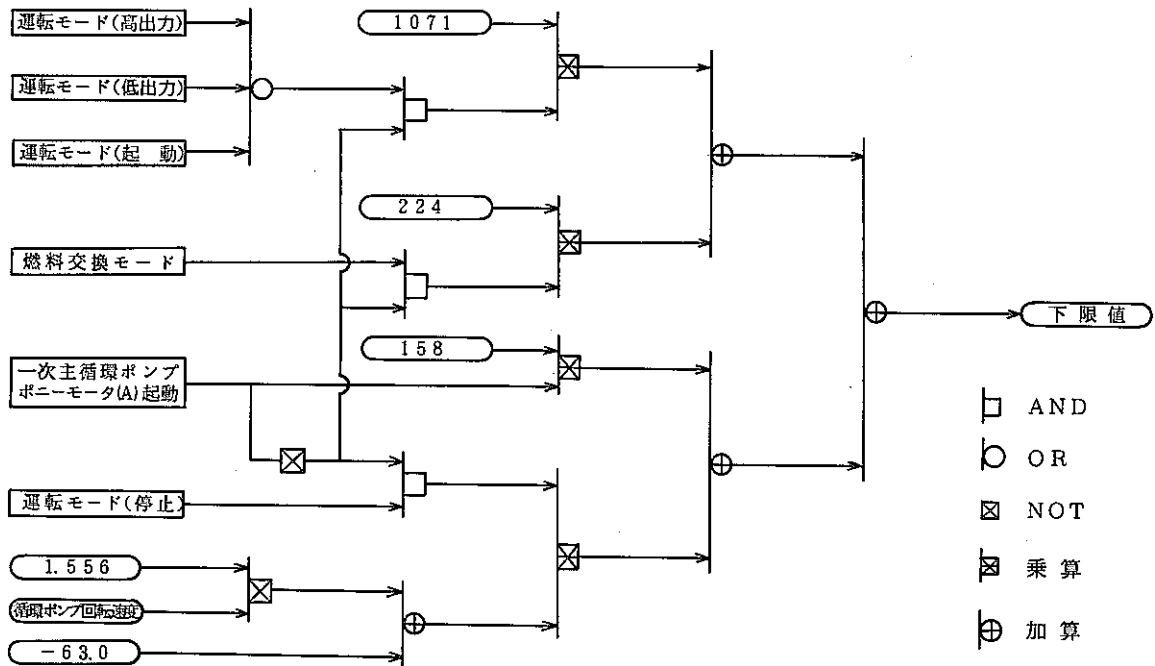 運転モード(高出力)
運転モード(低出力)
運転モード(起　動)
燃料交換モード
一次主循環ポンプ
ポニーモータ(A)起動
運転モード(停止)
1.556
循環ポンプ回転速度
-63.0
1071
224
158
下限値
AND
OR
NOT
乗算
加算